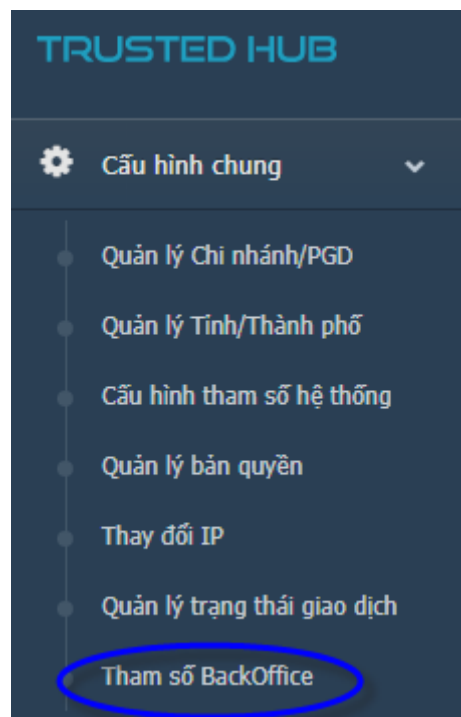 TRUSTED HUB
Cấu hình chung
Quản lý Chi nhánh/PGD
Quản lý Tỉnh/Thành phố
Cấu hình tham số hệ thống
Quản lý bản quyền
Thay đổi IP
Quản lý trạng thái giao dịch
Tham số BackOffice